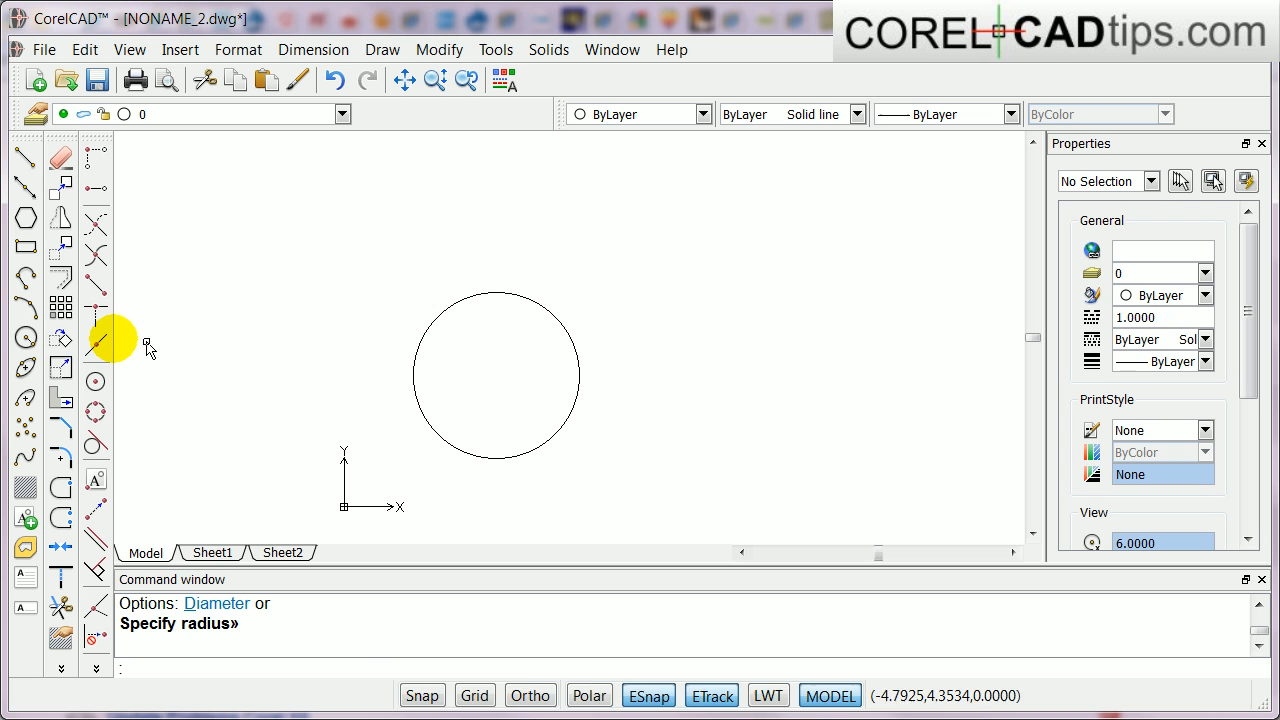 CorelCAD™ - [NONAME_2.dwg*]
COREL CADtips.com
File Edit View Insert Format Dimension Draw Modify Tools Solids Window Help
0 ByLayer ByLayer Solid line ByLayer ByColor
Properties
No Selection
General
0
ByLayer
1.0000
ByLayer Sol
ByLayer
PrintStyle
None
ByColor
None
View
6.0000
Y
X
Model Sheet1 Sheet2
Command window
Options: Diameter or
Specify radius»
:
Snap Grid Ortho Polar ESnap ETrack LWT MODEL (-4.7925,4.3534,0.0000)